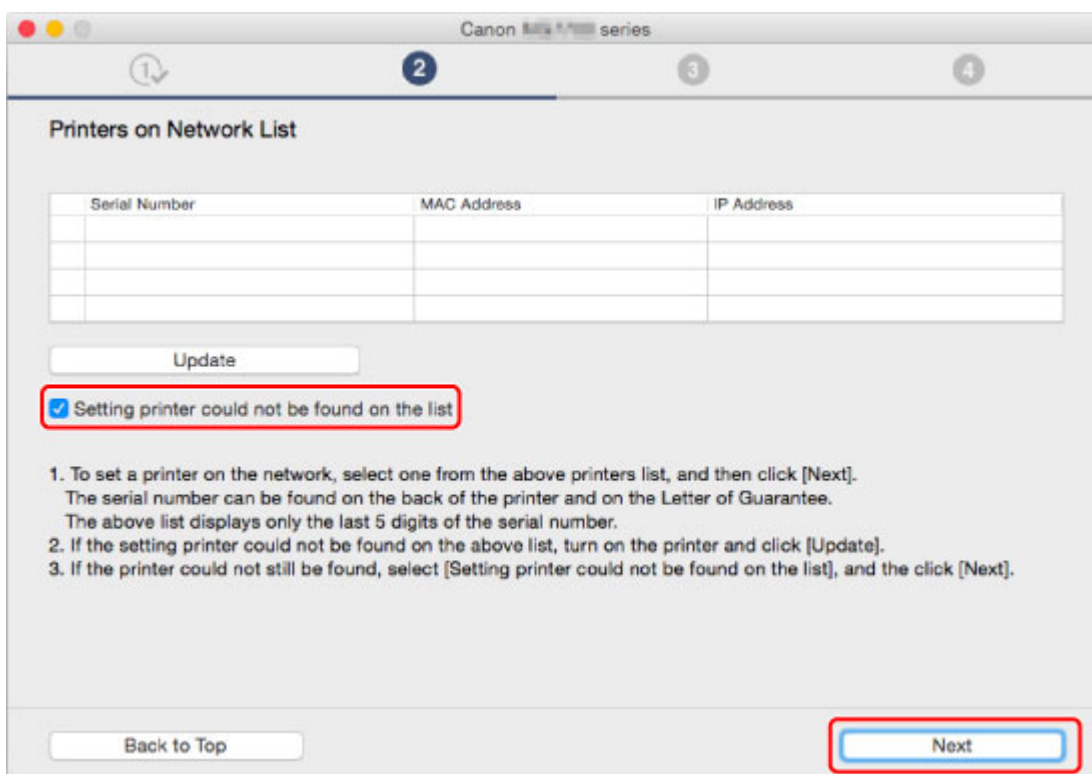 Canon series
1 2 3 4
Printers on Network List
Serial Number MAC Address IP Address
Update
Setting printer could not be found on the list
1. To set a printer on the network, select one from the above printers list, and then click [Next].
The serial number can be found on the back of the printer and on the Letter of Guarantee.
The above list displays only the last 5 digits of the serial number.
2. If the setting printer could not be found on the above list, turn on the printer and click [Update].
3. If the printer could not still be found, select [Setting printer could not be found on the list], and the click [Next].
Back to Top Next